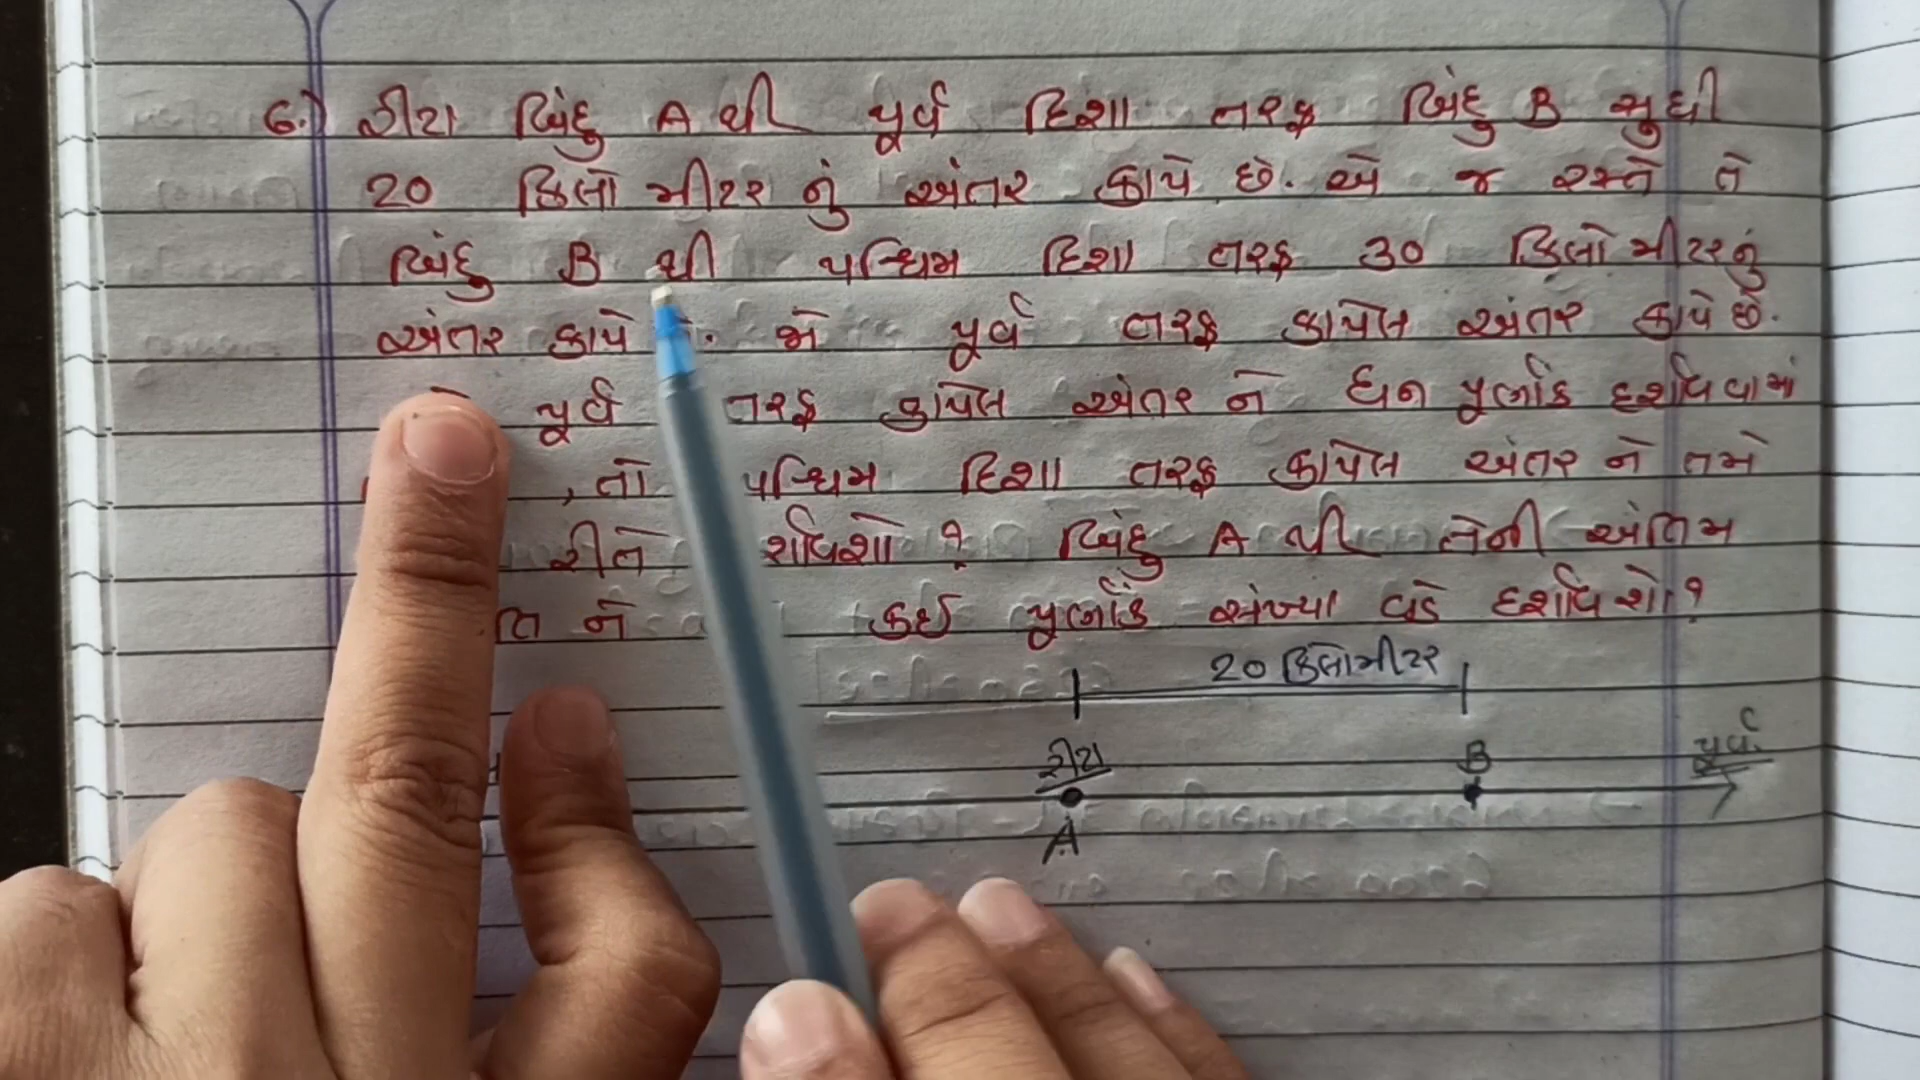 6.) રીટા બિંદુ A થી પૂર્વ દિશા તરફ બિંદુ B સુધી
20 કિલોમીટર નું અંતર કાપે છે. એ જ રસ્તે તે
બિંદુ B થી પશ્ચિમ દિશા તરફ 30 કિલોમીટરનું
અંતર કાપે . જો પૂર્વ તરફ કાપેલ અંતર કાપે છે.
પૂર્વ તરફ કાપેલ અંતર ને ધન પૂર્ણાંક દર્શાવવામાં
, તો પશ્ચિમ દિશા તરફ કાપેલ અંતર ને તમે
રીતે શાવશો ? બિંદુ A થી તેની અંતિમ
તિ ને કઈ પૂર્ણાંક સંખ્યા વડે દર્શાવશો ?
20 કિલોમીટર
રીટા B પૂર્વ
A